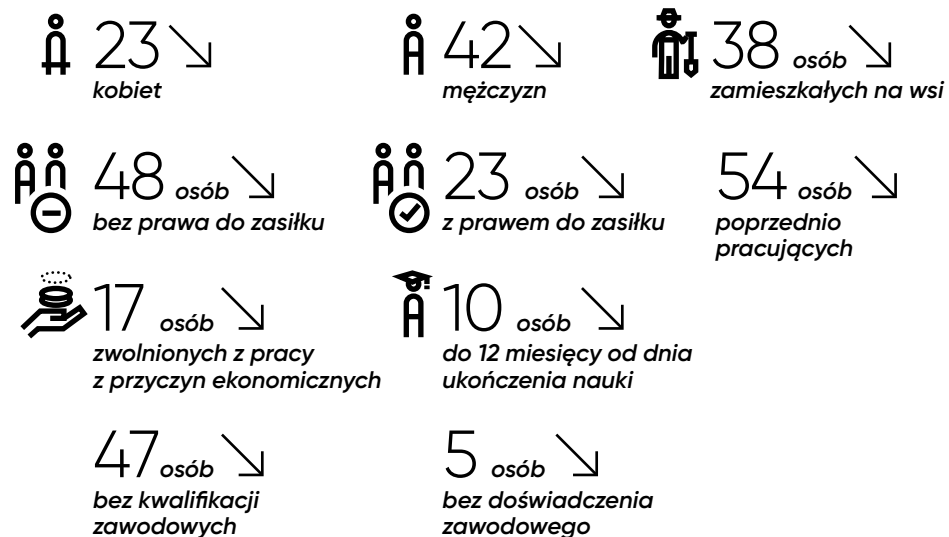 23
kobiet
42
mężczyzn
38 osób
zamieszkałych na wsi
48 osób
bez prawa do zasiłku
23 osób
z prawem do zasiłku
54 osób
poprzednio
pracujących
17 osób
zwolnionych z pracy
z przyczyn ekonomicznych
10 osób
do 12 miesięcy od dnia
ukończenia nauki
47 osób
bez kwalifikacji
zawodowych
5 osób
bez doświadczenia
zawodowego